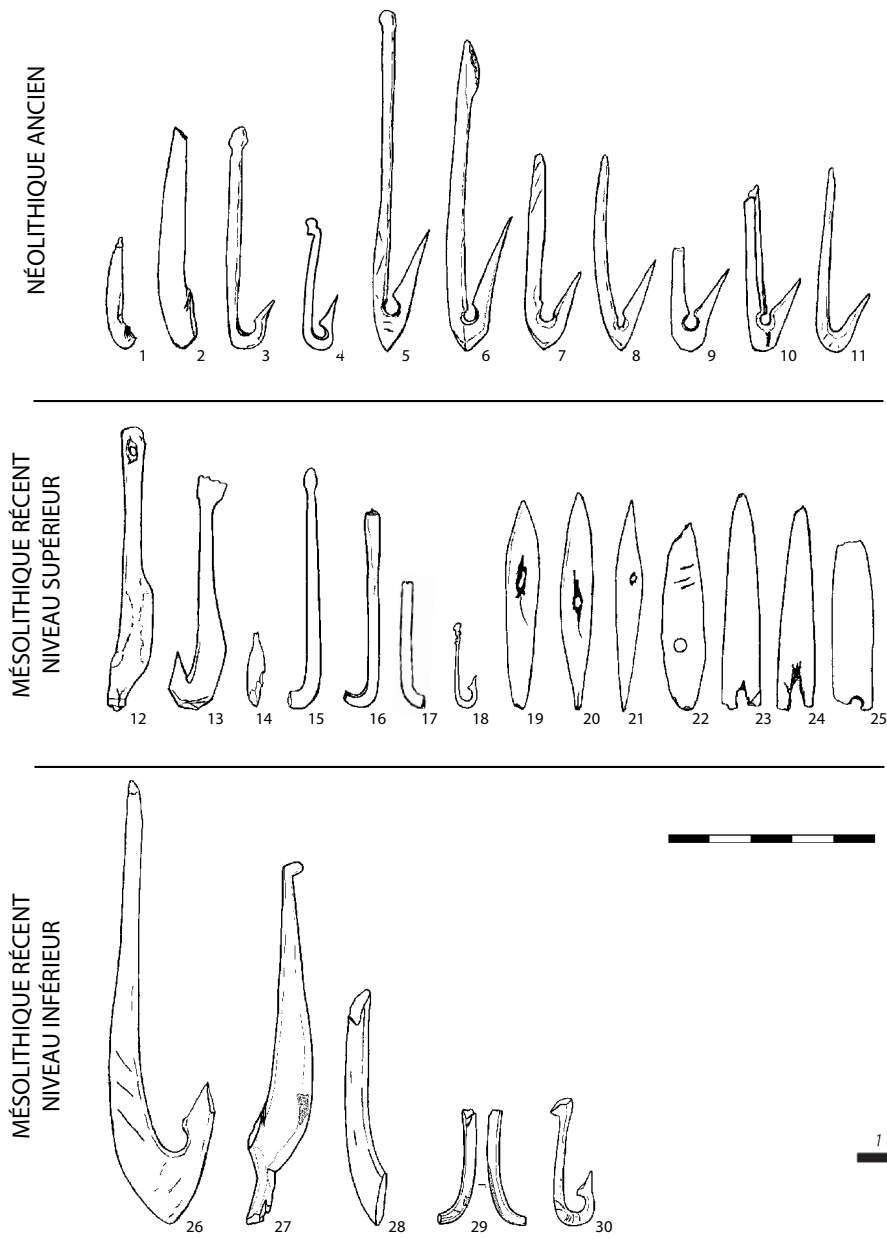 NÉOLITHIQUE ANCIEN
1 2 3 4 5 6 7 8 9 10 11
MÉSOLITHIQUE RÉCENT
NIVEAU SUPÉRIEUR
12 13 14 15 16 17 18 19 20 21 22 23 24 25
MÉSOLITHIQUE RÉCENT
NIVEAU INFÉRIEUR
1
26 27 28 29 30